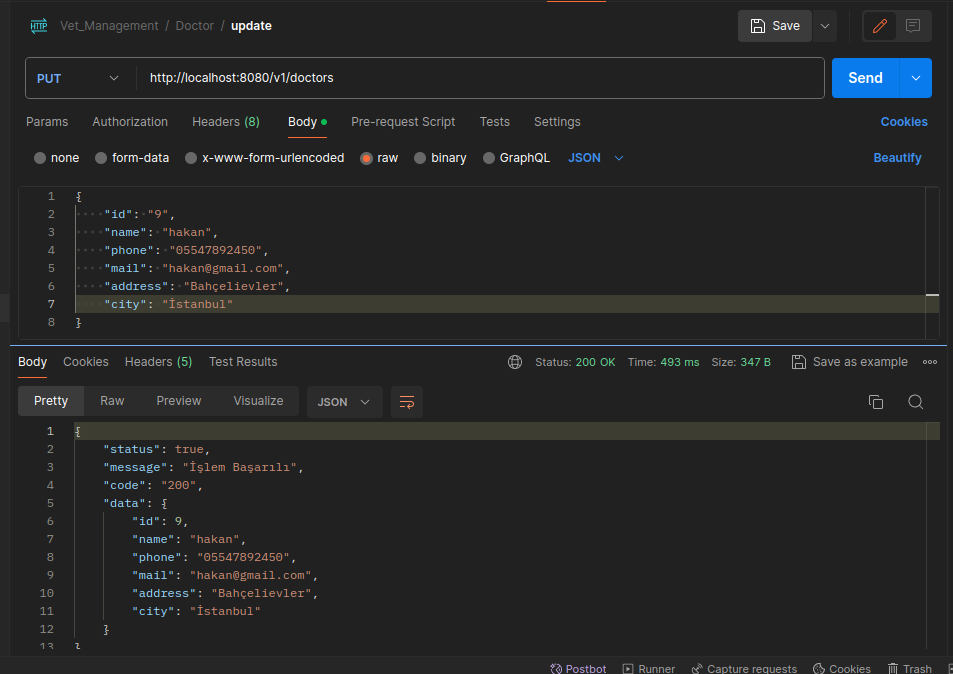 HTTP Vet_Management / Doctor / update Save
PUT http://localhost:8080/v1/doctors Send
Params Authorization Headers (8) Body Pre-request Script Tests Settings Cookies
none form-data x-www-form-urlencoded raw binary GraphQL JSON Beautify
1 {
2 "id": "9",
3 "name": "hakan",
4 "phone": "05547892450",
5 "mail": "hakan@gmail.com",
6 "address": "Bahçelievler",
7 "city": "İstanbul"
8 }
Body Cookies Headers (5) Test Results Status: 200 OK Time: 493 ms Size: 347 B Save as example
Pretty Raw Preview Visualize JSON
1 {
2 "status": true,
3 "message": "İşlem Başarılı",
4 "code": "200",
5 "data": {
6 "id": 9,
7 "name": "hakan",
8 "phone": "05547892450",
9 "mail": "hakan@gmail.com",
10 "address": "Bahçelievler",
11 "city": "İstanbul"
12 }
13 }
Postbot Runner Capture requests Cookies Trash